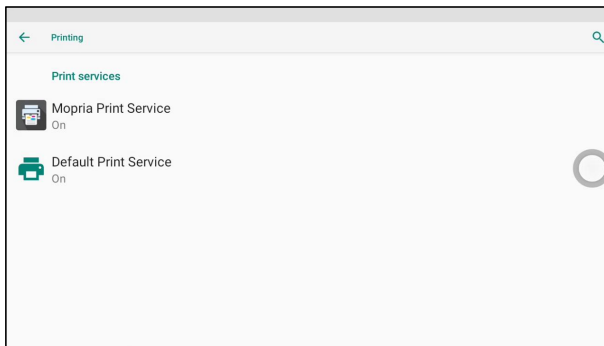 Printing
Print services
Mopria Print Service
On
Default Print Service
On